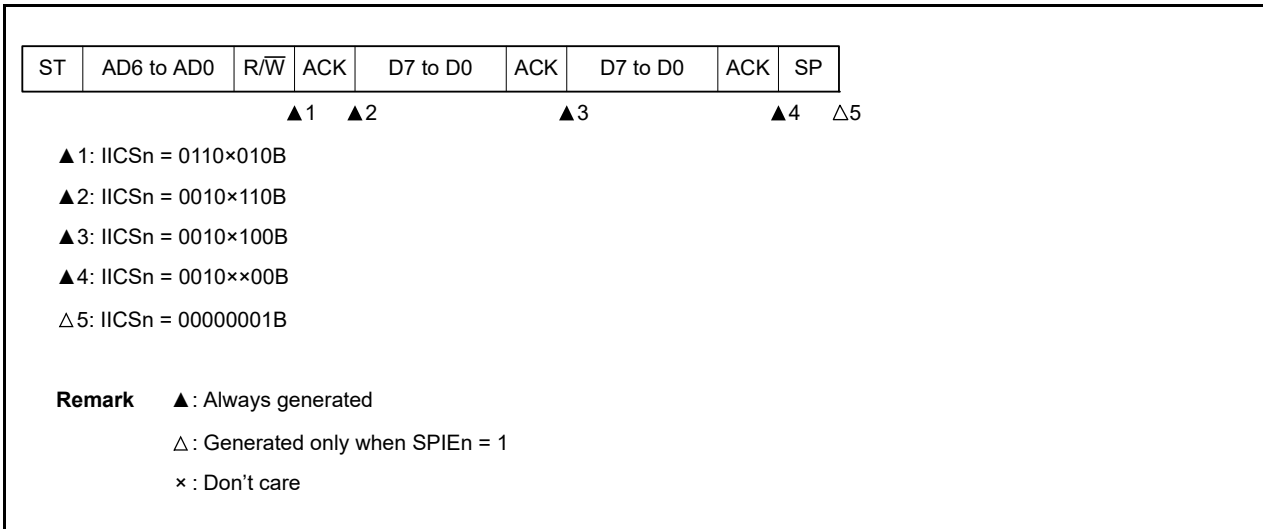 ST AD6 to AD0 R/W̅ ACK D7 to D0 ACK D7 to D0 ACK SP
▲1 ▲2 ▲3 ▲4 △5
▲1: IICSn = 0110×010B
▲2: IICSn = 0010×110B
▲3: IICSn = 0010×100B
▲4: IICSn = 0010××00B
△5: IICSn = 00000001B
Remark ▲: Always generated
△: Generated only when SPIEn = 1
×: Don’t care